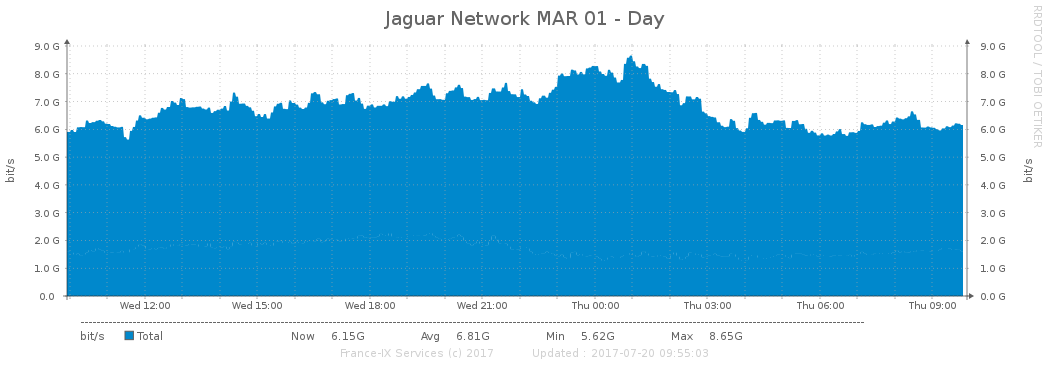 Jaguar Network MAR 01 - Day
RRDTOOL / TOBI OETIKER
9.0 G 9.0 G
8.0 G 8.0 G
7.0 G 7.0 G
6.0 G 6.0 G
5.0 G 5.0 G
4.0 G 4.0 G
3.0 G 3.0 G
2.0 G 2.0 G
1.0 G 1.0 G
0.0 0.0 G
bit/s bit/s
Wed 12:00 Wed 15:00 Wed 18:00 Wed 21:00 Thu 00:00 Thu 03:00 Thu 06:00 Thu 09:00
bit/s Total Now 6.15G Avg 6.81G Min 5.62G Max 8.65G
France-IX Services (c) 2017 Updated : 2017-07-20 09:55:03